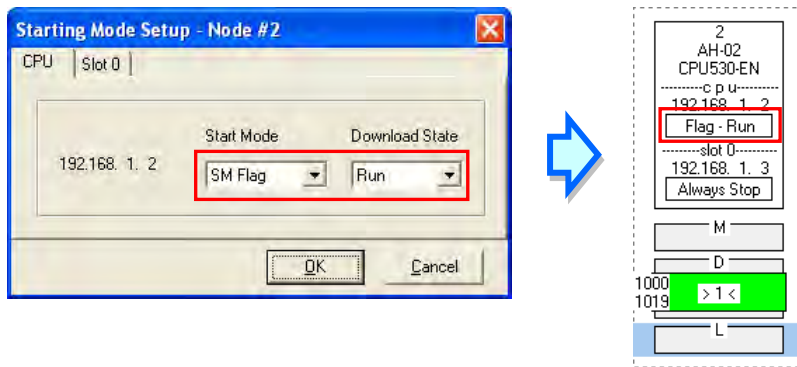 Starting Mode Setup - Node #2
CPU
Slot 0
Start Mode
Download State
192.168. 1. 2
SM Flag
Run
OK
Cancel
2
AH-02
CPU530-EN
---------c p u---------
192.168. 1. 2
Flag - Run
---------slot 0---------
192.168. 1. 3
Always Stop
M
D
1000
1019
> 1 <
L